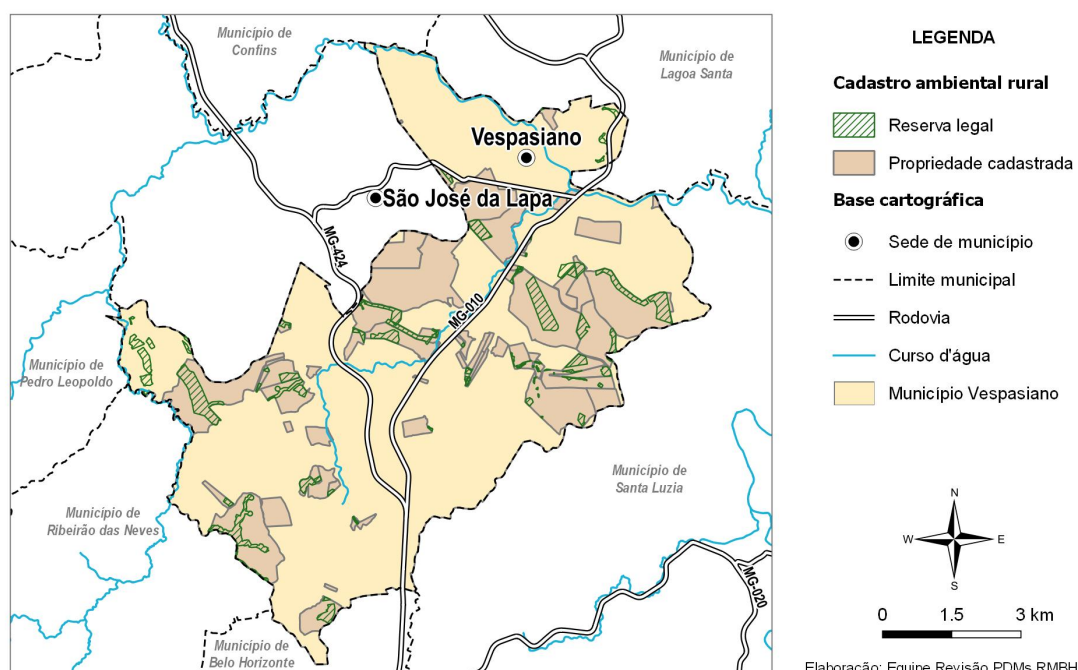 Município de
Confins
Município de
Lagoa Santa
Vespasiano
São José da Lapa
MG-424
MG-010
Município de
Pedro Leopoldo
Município de
Santa Luzia
Município de
Ribeirão das Neves
MG-020
Município de
Belo Horizonte
LEGENDA
Cadastro ambiental rural
Reserva legal
Propriedade cadastrada
Base cartográfica
Sede de município
Limite municipal
Rodovia
Curso d'água
Município Vespasiano
N
W
E
S
0 1.5 3 km
Elaboração: Equipe Revisão PDMs RMBH